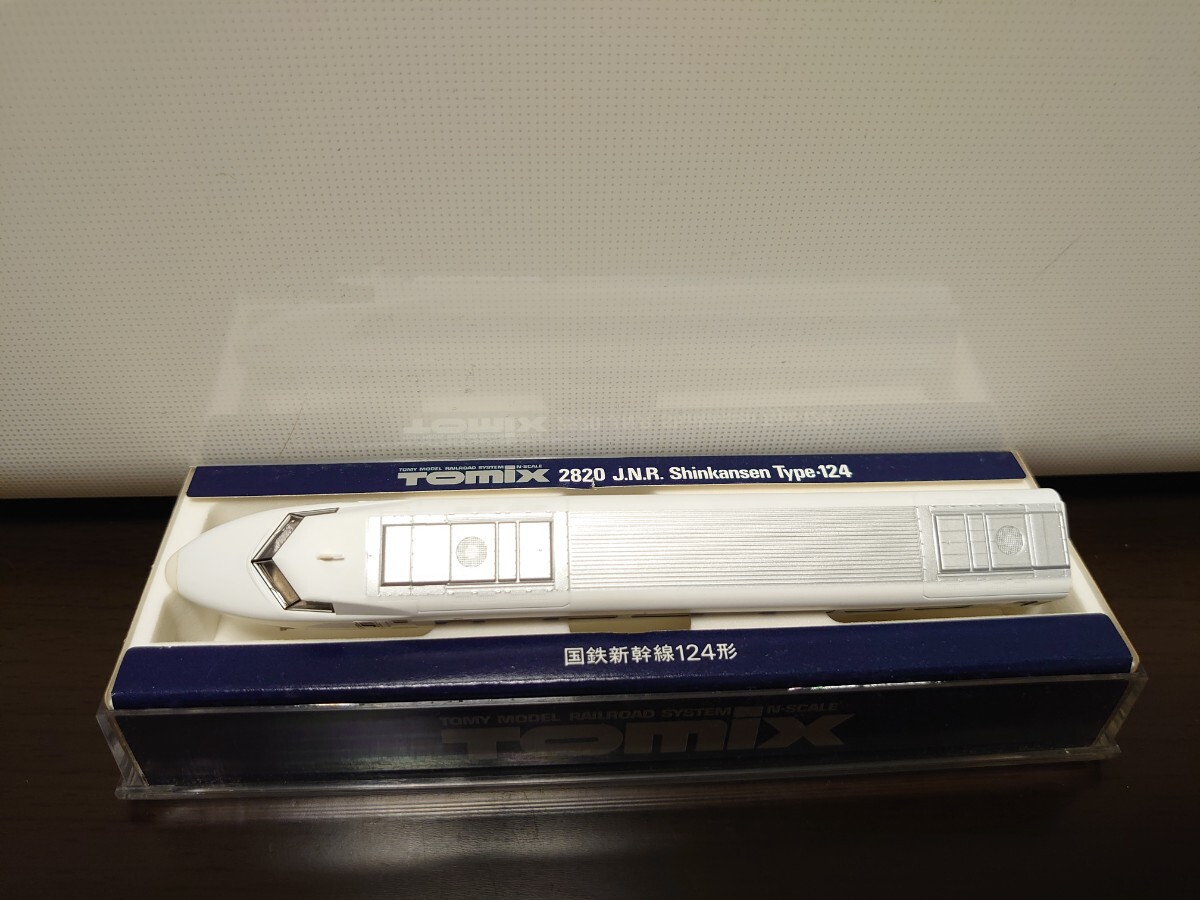 TOMY MODEL RAILROAD SYSTEM N-SCALE
TOMIX 2820 J.N.R. Shinkansen Type·124
国鉄新幹線124形
TOMY MODEL RAILROAD SYSTEM N-SCALE
TOMIX